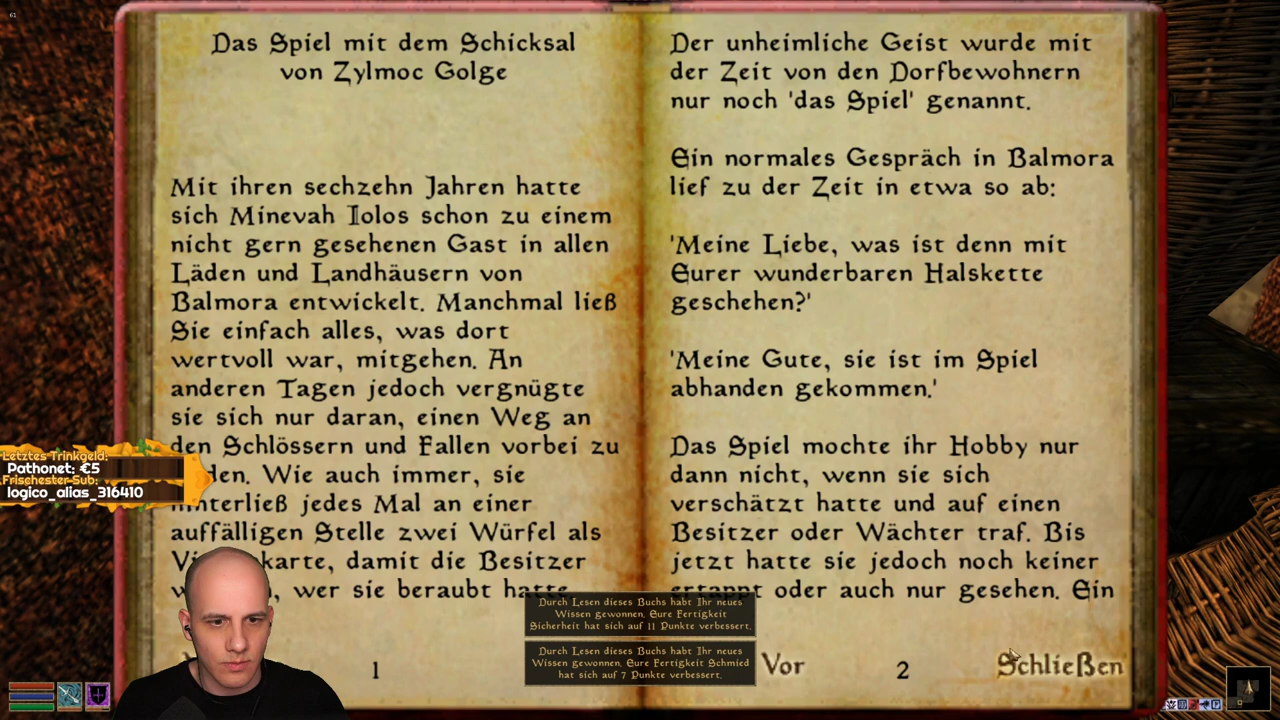 61
Das Spiel mit dem Schicksal
von Zylmoc Golge
Mit ihren sechzehn Jahren hatte
sich Minevah Iolos schon zu einem
nicht gern gesehenen Gast in allen
Läden und Landhäusern von
Balmora entwickelt. Manchmal ließ
Sie einfach alles, was dort
wertvoll war, mitgehen. An
anderen Tagen jedoch vergnügte
sie sich nur daran, einen Weg an
den Schlössern und Fallen vorbei zu
Wie auch immer, sie
jedes Mal an einer
auffälligen Stelle zwei Würfel als
damit die Besitzer
wer sie beraubt hatte.
1
Der unheimliche Geist wurde mit
der Zeit von den Dorfbewohnern
nur noch 'das Spiel' genannt.
Ein normales Gespräch in Balmora
lief zu der Zeit in etwa so ab:
'Meine Liebe, was ist denn mit
Eurer wunderbaren Halskette
geschehen?'
'Meine Gute, sie ist im Spiel
abhanden gekommen.'
Das Spiel mochte ihr Hobby nur
dann nicht, wenn sie sich
verschätzt hatte und auf einen
Besitzer oder Wächter traf. Bis
jetzt hatte sie jedoch noch keiner
ertappt oder auch nur gesehen. Ein
Vor
2
Schließen
Durch Lesen dieses Buchs habt Ihr neues
Wissen gewonnen. Eure Fertigkeit
Sicherheit hat sich auf 11 Punkte verbessert.
Durch Lesen dieses Buchs habt Ihr neues
Wissen gewonnen. Eure Fertigkeit Schmied
hat sich auf 7 Punkte verbessert.
Letztes Trinkgeld:
Pathonet: €5
Frischester Sub:
logico_alias_316410